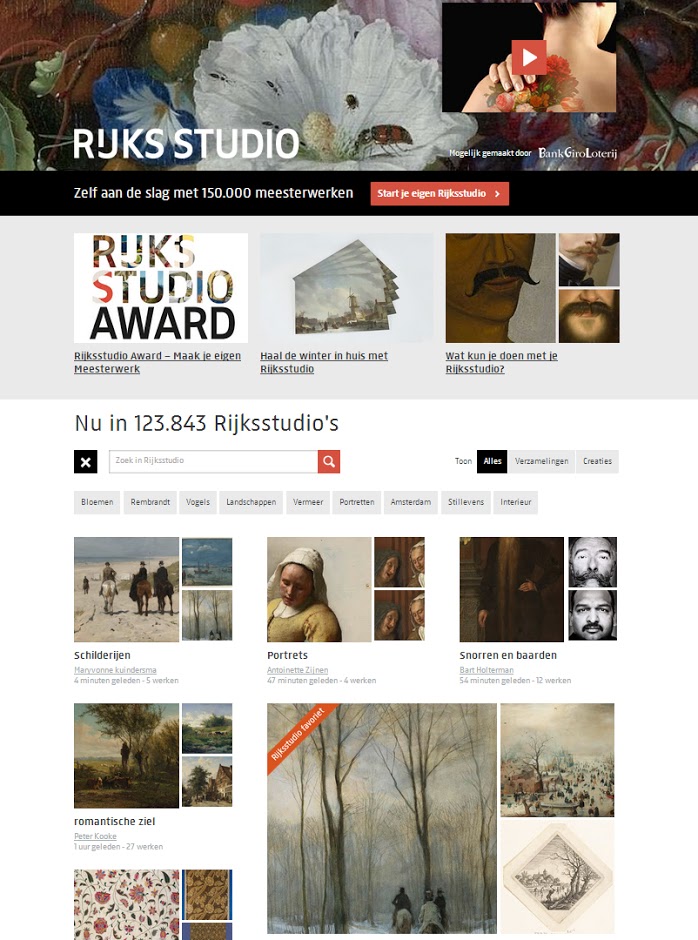 RIJKS STUDIO
Mogelijk gemaakt door BankGiroLoterij
Zelf aan de slag met 150.000 meesterwerken
Start je eigen Rijksstudio
RIJKS
STUDIO
AWARD
Rijksstudio Award – Maak je eigen
Meesterwerk
Haal de winter in huis met
Rijksstudio
Wat kun je doen met je
Rijksstudio?
Nu in 123.843 Rijksstudio's
Zoek in Rijksstudio
Toon Alles Verzamelingen Creaties
Bloemen Rembrandt Vogels Landschappen Vermeer Portretten Amsterdam Stillevens Interieur
Schilderijen
Maryvonne kuindersma
4 minuten geleden - 5 werken
Portrets
Antoinette Zijnen
47 minuten geleden - 4 werken
Snorren en baarden
Bart Holterman
54 minuten geleden - 12 werken
romantische ziel
Peter Kooke
1 uur geleden - 27 werken
Rijksstudio favoriet